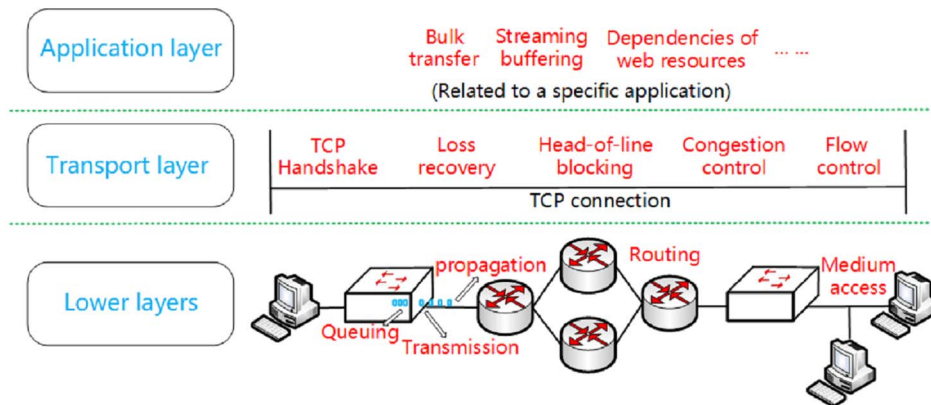 Application layer
Bulk
transfer
Streaming
buffering
Dependencies of
web resources
... ...
(Related to a specific application)
Transport layer
TCP
Handshake
Loss
recovery
Head-of-line
blocking
Congestion
control
Flow
control
TCP connection
Lower layers
propagation
Routing
Medium
access
Queuing
Transmission